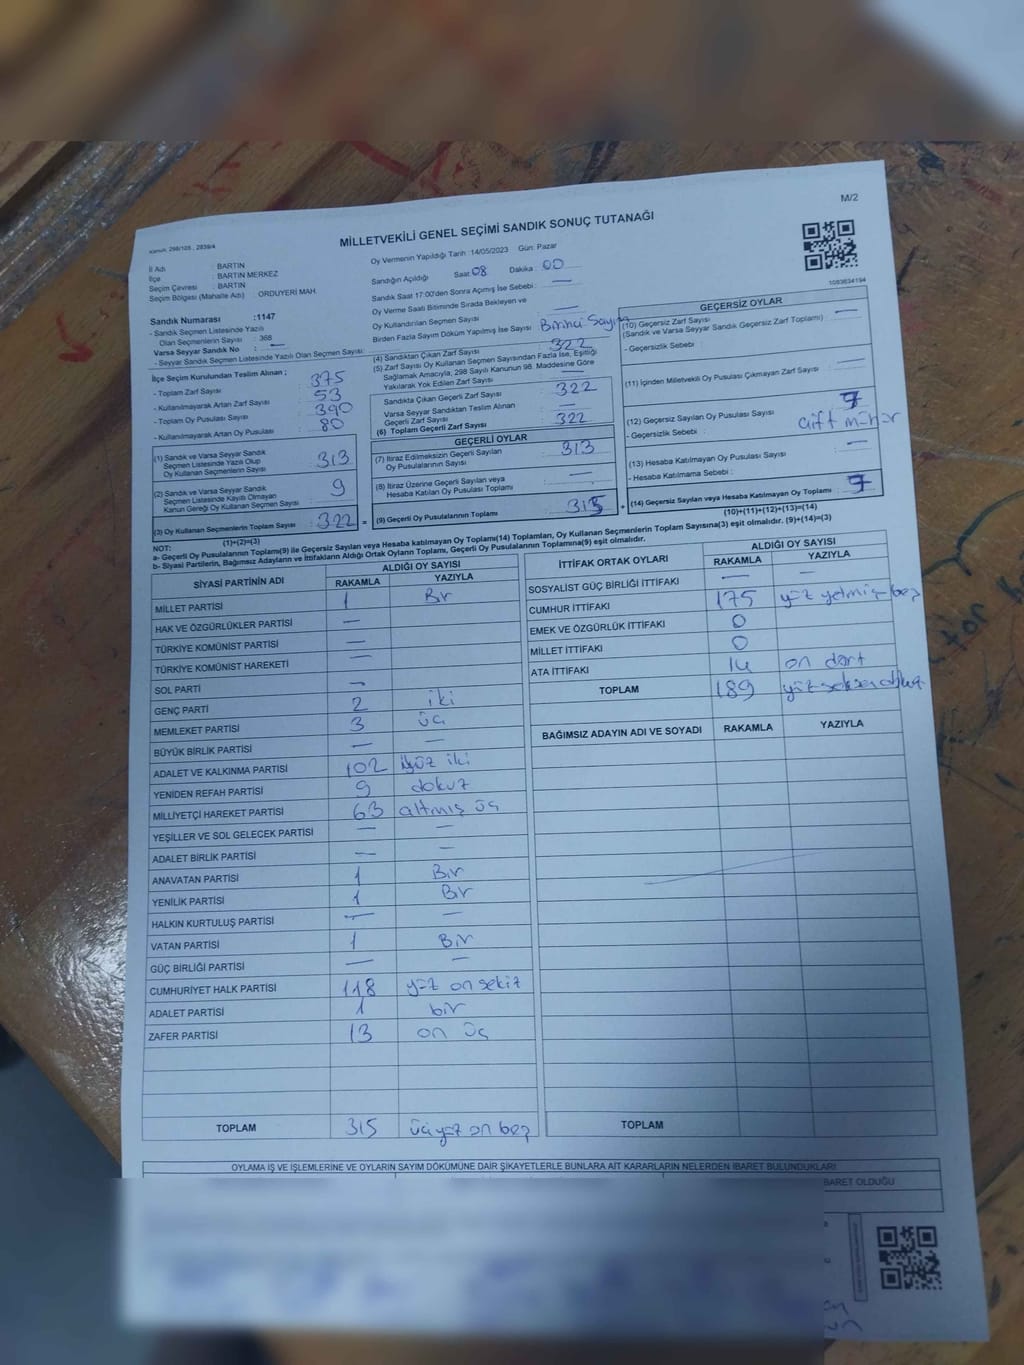 M/2
Kanun: 298/105 , 2839/4
MİLLETVEKİLİ GENEL SEÇİMİ SANDIK SONUÇ TUTANAĞI
İl Adı : BARTIN
İlçe : BARTIN MERKEZ
Seçim Çevresi : BARTIN
Seçim Bölgesi (Mahalle Adı) : ORDUYERİ MAH.
Oy Vermenin Yapıldığı Tarih :14/05/2023 Gün: Pazar
Sandığın Açıldığı Saat:08 Dakika : 00
Sandık Saat 17:00'den Sonra Açılmış İse Sebebi : —
Oy Verme Saati Bitiminde Sırada Bekleyen ve
Oy Kullandırılan Seçmen Sayısı : —
Birden Fazla Sayım Döküm Yapılmış İse Sayısı : Birinci Sayım
1083634194
Sandık Numarası :1147
- Sandık Seçmen Listesinde Yazılı
Olan Seçmenlerin Sayısı : 368
Varsa Seyyar Sandık No : —
- Seyyar Sandık Seçmen Listesinde Yazılı Olan Seçmen Sayısı:
İlçe Seçim Kurulundan Teslim Alınan ;
- Toplam Zarf Sayısı : 375
- Kullanılmayarak Artan Zarf Sayısı : 53
- Toplam Oy Pusulası Sayısı : 390
- Kullanılmayarak Artan Oy Pusulası : 80
(1) Sandık ve Varsa Seyyar Sandık
Seçmen Listesinde Yazılı Olup
Oy Kullanan Seçmenlerin Sayısı : 313
(2) Sandık ve Varsa Seyyar Sandık
Seçmen Listesinde Kayıtlı Olmayan
Kanun Gereği Oy Kullanan Seçmen Sayısı : 9
(3) Oy Kullanan Seçmenlerin Toplam Sayısı : 322
(1)+(2)=(3)
(4) Sandıktan Çıkan Zarf Sayısı : 322
(5) Zarf Sayısı Oy Kullanan Seçmen Sayısından Fazla İse, Eşitliği
Sağlamak Amacıyla, 298 Sayılı Kanunun 98. Maddesine Göre
Yakılarak Yok Edilen Zarf Sayısı : —
Sandıkta Çıkan Geçerli Zarf Sayısı : 322
Varsa Seyyar Sandıktan Teslim Alınan
Geçerli Zarf Sayısı : —
(6) Toplam Geçerli Zarf Sayısı : 322
GEÇERLİ OYLAR
(7) İtiraz Edilmeksizin Geçerli Sayılan
Oy Pusulalarının Sayısı : 313
(8) İtiraz Üzerine Geçerli Sayılan veya
Hesaba Katılan Oy Pusulası Toplamı : —
= (9) Geçerli Oy Pusulalarının Toplamı : 315
GEÇERSİZ OYLAR
(10) Geçersiz Zarf Sayısı
(Sandık ve Varsa Seyyar Sandık Geçersiz Zarf Toplamı) : —
- Geçersizlik Sebebi :
(11) İçinden Milletvekili Oy Pusulası Çıkmayan Zarf Sayısı : —
(12) Geçersiz Sayılan Oy Pusulası Sayısı : 7
- Geçersizlik Sebebi : çift mühür
(13) Hesaba Katılmayan Oy Pusulası Sayısı : —
- Hesaba Katılmama Sebebi :
+ (14) Geçersiz Sayılan veya Hesaba Katılmayan Oy Toplamı : 7
(10)+(11)+(12)+(13)=(14)
NOT:
a- Geçerli Oy Pusulalarının Toplamı(9) ile Geçersiz Sayılan veya Hesaba katılmayan Oy Toplamı(14) Toplamları, Oy Kullanan Seçmenlerin Toplam Sayısına(3) eşit olmalıdır. (9)+(14)=(3)
b- Siyasi Partilerin, Bağımsız Adayların ve İttifakların Aldığı Ortak Oyların Toplamı, Geçerli Oy Pusulalarının Toplamına(9) eşit olmalıdır.
SİYASİ PARTİNİN ADI ALDIĞI OY SAYISI
RAKAMLA YAZIYLA
MİLLET PARTİSİ 1 Bir
HAK VE ÖZGÜRLÜKLER PARTİSİ —
TÜRKİYE KOMÜNİST PARTİSİ —
TÜRKİYE KOMÜNİST HAREKETİ —
SOL PARTİ —
GENÇ PARTİ 2 iki
MEMLEKET PARTİSİ 3 üç
BÜYÜK BİRLİK PARTİSİ — —
ADALET VE KALKINMA PARTİSİ 102 yüz iki
YENİDEN REFAH PARTİSİ 9 dokuz
MİLLİYETÇİ HAREKET PARTİSİ 63 altmış üç
YEŞİLLER VE SOL GELECEK PARTİSİ — —
ADALET BİRLİK PARTİSİ — —
ANAVATAN PARTİSİ 1 Bir
YENİLİK PARTİSİ 1 Bir
HALKIN KURTULUŞ PARTİSİ — —
VATAN PARTİSİ 1 Bir
GÜÇ BİRLİĞİ PARTİSİ — —
CUMHURİYET HALK PARTİSİ 118 yüz on sekiz
ADALET PARTİSİ 1 bir
ZAFER PARTİSİ 13 on üç
TOPLAM 315 üçyüz on beş
İTTİFAK ORTAK OYLARI ALDIĞI OY SAYISI
RAKAMLA YAZIYLA
SOSYALİST GÜÇ BİRLİĞİ İTTİFAKI — —
CUMHUR İTTİFAKI 175 yüz yetmiş beş
EMEK VE ÖZGÜRLÜK İTTİFAKI 0
MİLLET İTTİFAKI 0
ATA İTTİFAKI 14 on dört
TOPLAM 189 yüz seksen dokuz
BAĞIMSIZ ADAYIN ADI VE SOYADI RAKAMLA YAZIYLA
TOPLAM
OYLAMA İŞ VE İŞLEMLERİNE VE OYLARIN SAYIM DÖKÜMÜNE DAİR ŞİKAYETLERLE BUNLARA AİT KARARLARIN NELERDEN İBARET BULUNDUKLARI
BARET OLDUĞU